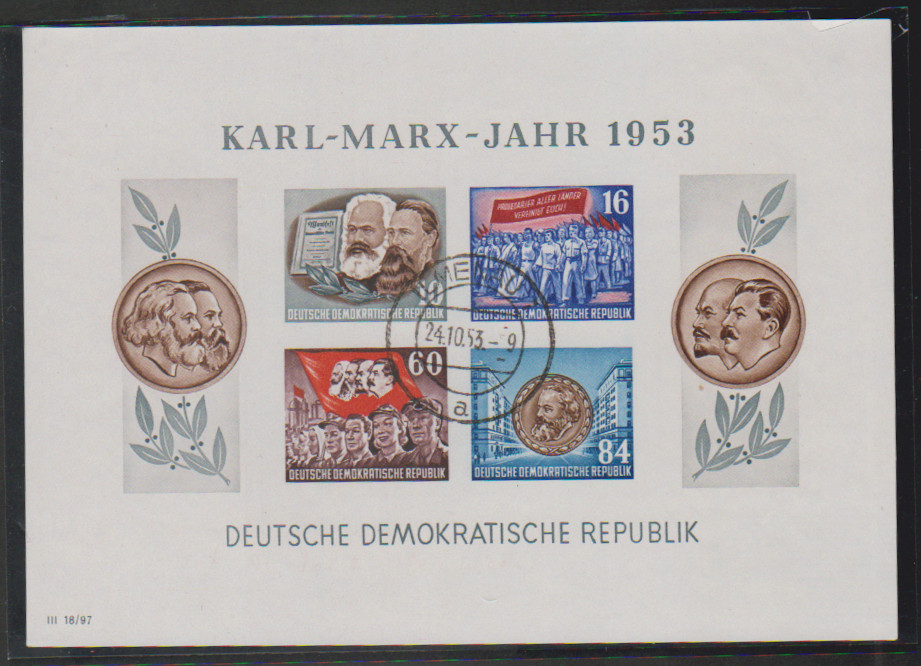 KARL-MARX-JAHR 1953
Manifest
DEUTSCHE DEMOKRATISCHE REPUBLIK
PROLETARIER ALLER LÄNDER
VEREINIGT EUCH!
16
DEUTSCHE DEMOKRATISCHE REPUBLIK
24.10.53.-9
a
60
DEUTSCHE DEMOKRATISCHE REPUBLIK
84
DEUTSCHE DEMOKRATISCHE REPUBLIK
DEUTSCHE DEMOKRATISCHE REPUBLIK
III 18/97